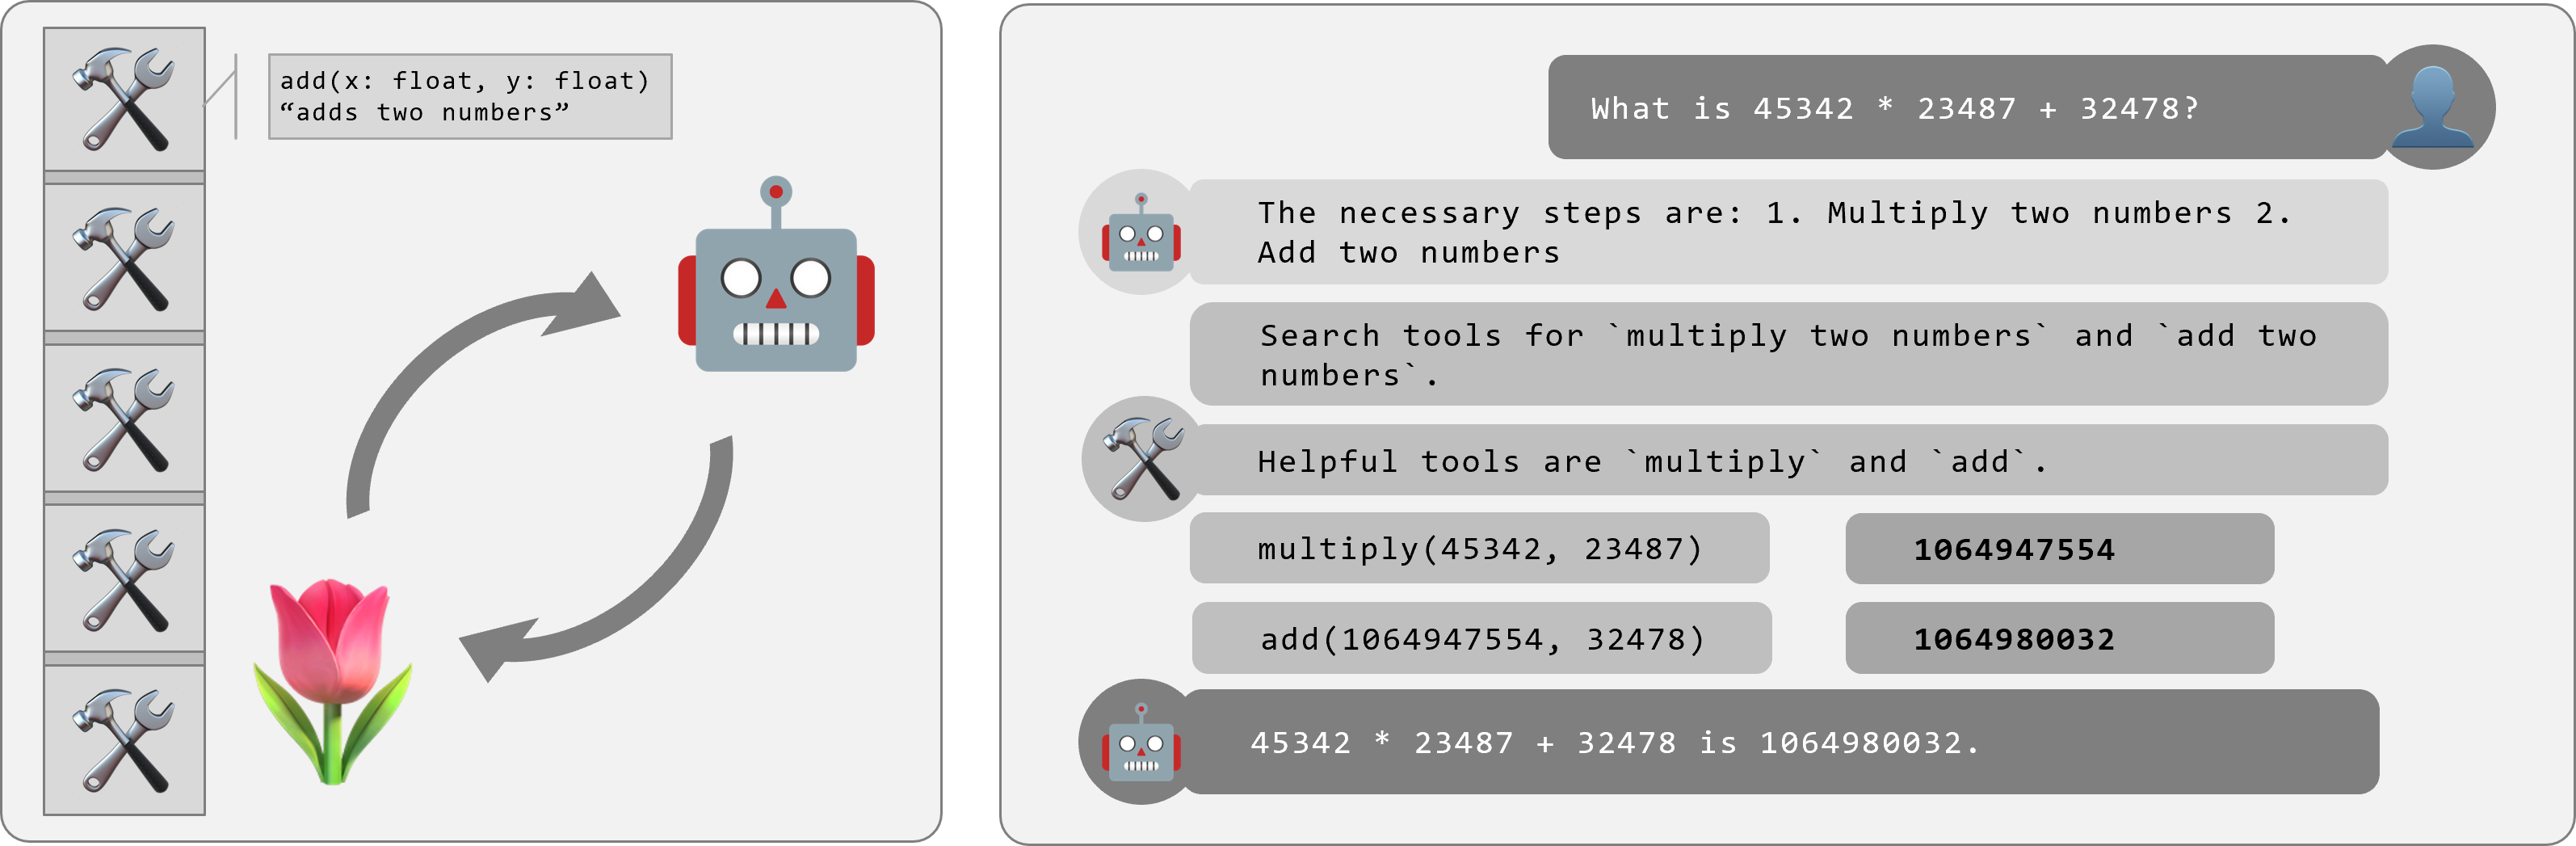 add(x: float, y: float)
“adds two numbers”
What is 45342 * 23487 + 32478?
The necessary steps are: 1. Multiply two numbers 2.
Add two numbers
Search tools for `multiply two numbers` and `add two
numbers`.
Helpful tools are `multiply` and `add`.
multiply(45342, 23487)
1064947554
add(1064947554, 32478)
1064980032
45342 * 23487 + 32478 is 1064980032.